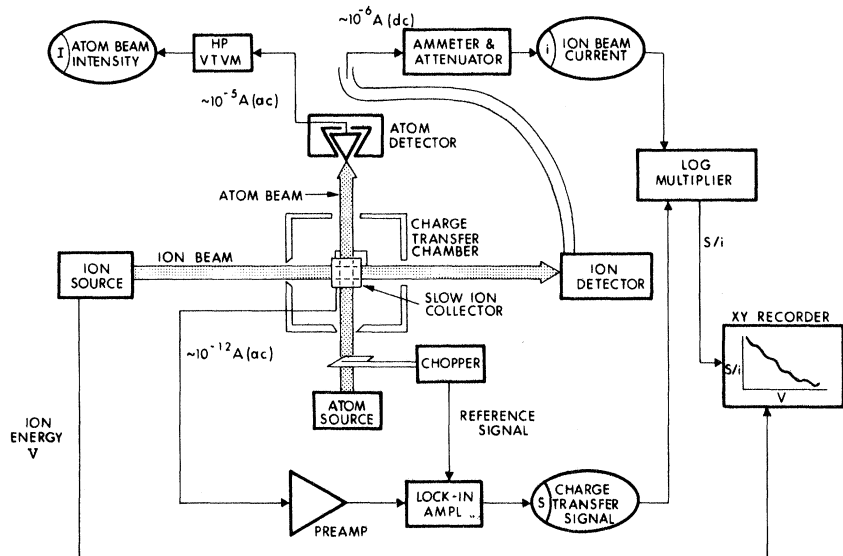 ~10⁻⁶A (dc)
I
ATOM BEAM
INTENSITY
HP
VTVM
AMMETER &
ATTENUATOR
i
ION BEAM
CURRENT
~10⁻⁵A (ac)
ATOM
DETECTOR
LOG
MULTIPLIER
ATOM BEAM
CHARGE
TRANSFER
CHAMBER
S/i
ION
SOURCE
ION BEAM
ION
DETECTOR
SLOW ION
COLLECTOR
XY RECORDER
S/i
V
~10⁻¹²A (ac)
CHOPPER
ATOM
SOURCE
REFERENCE
SIGNAL
ION
ENERGY
V
PREAMP
LOCK-IN
AMPL ..
S
CHARGE
TRANSFER
SIGNAL